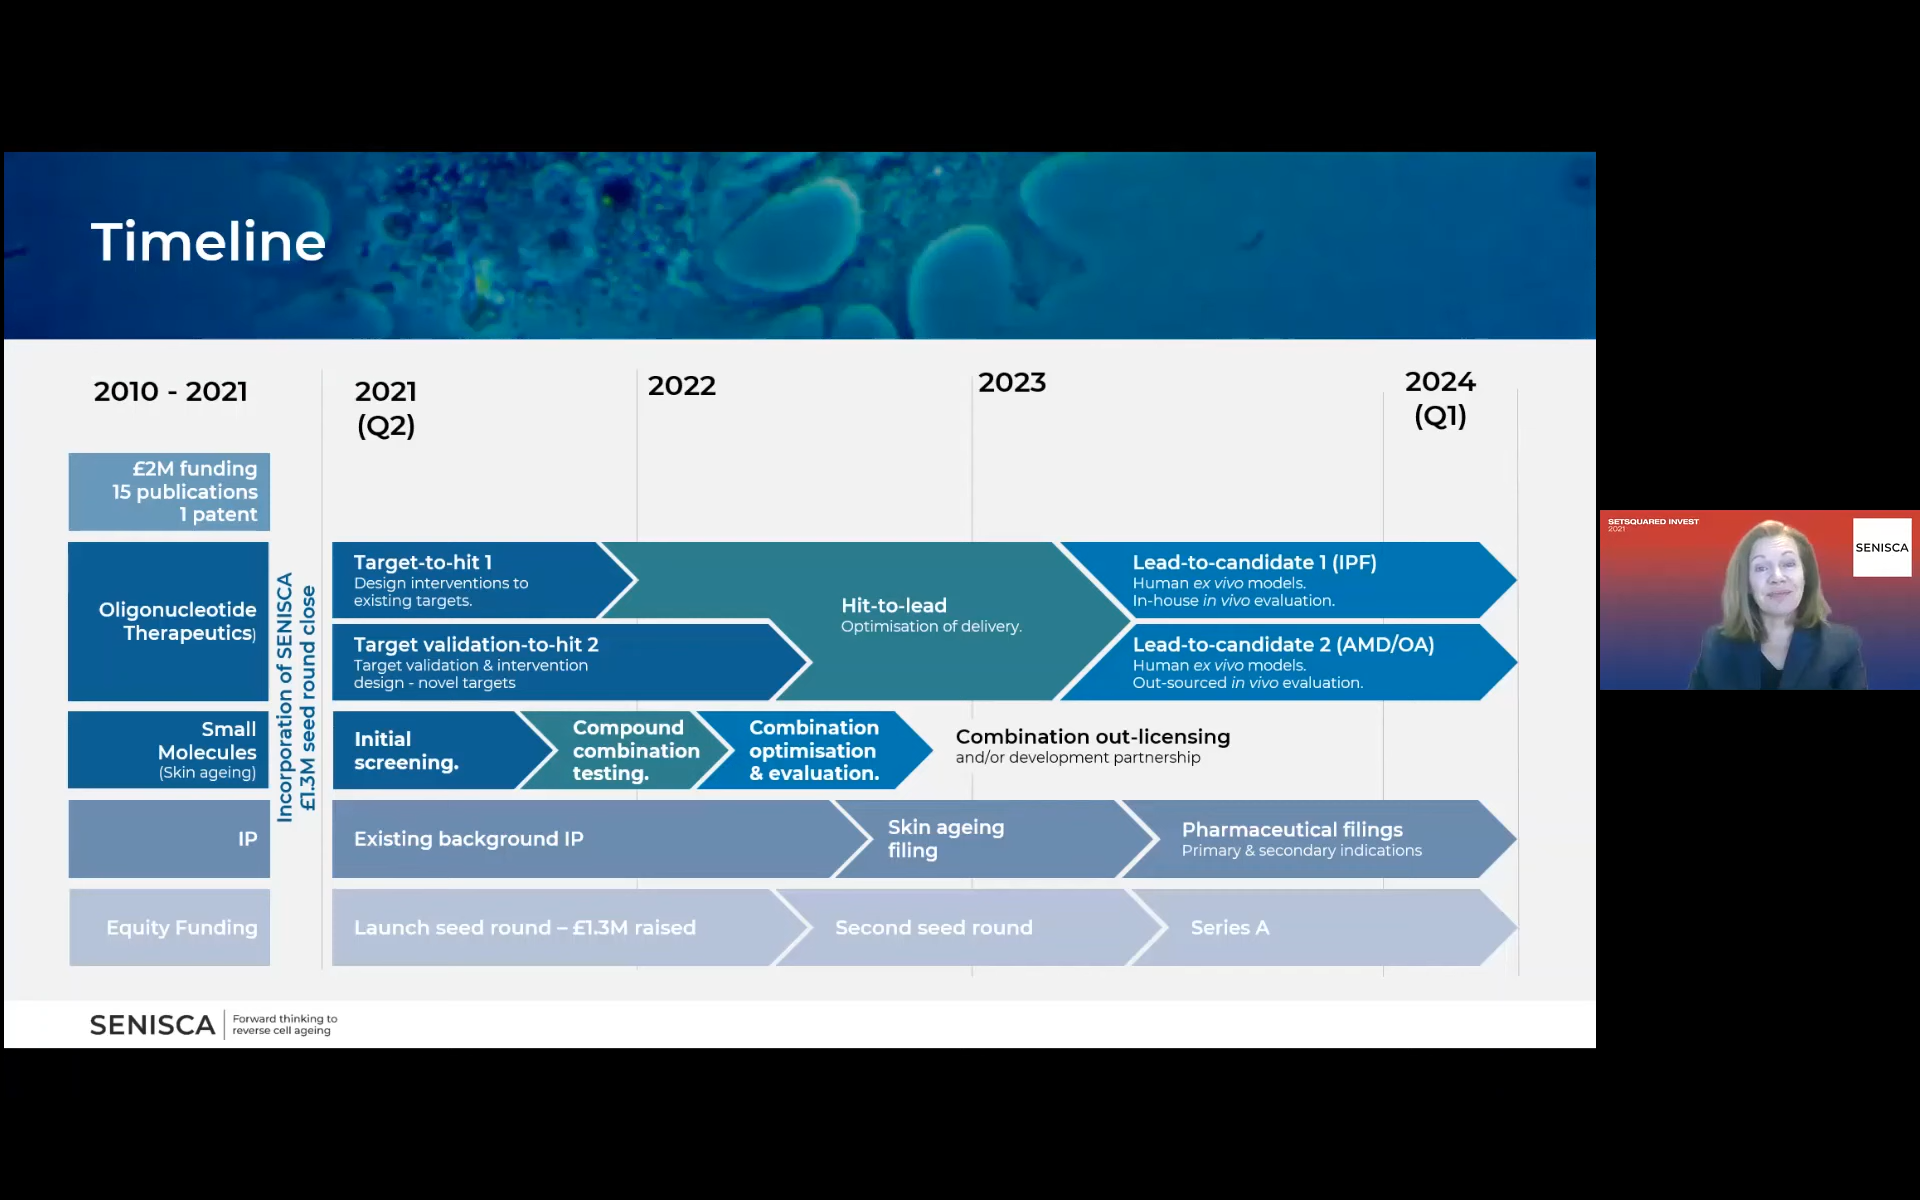 Timeline
2010 - 2021
2021
(Q2)
2022
2023
2024
(Q1)
£2M funding
15 publications
1 patent
Incorporation of SENISCA
£1.3M seed round close
Oligonucleotide
Therapeutics)
Target-to-hit 1
Design interventions to
existing targets.
Target validation-to-hit 2
Target validation & intervention
design - novel targets
Hit-to-lead
Optimisation of delivery.
Lead-to-candidate 1 (IPF)
Human ex vivo models.
In-house in vivo evaluation.
Lead-to-candidate 2 (AMD/OA)
Human ex vivo models.
Out-sourced in vivo evaluation.
Small
Molecules
(Skin ageing)
Initial
screening.
Compound
combination
testing.
Combination
optimisation
& evaluation.
Combination out-licensing
and/or development partnership
IP
Existing background IP
Skin ageing
filing
Pharmaceutical filings
Primary & secondary indications
Equity Funding
Launch seed round – £1.3M raised
Second seed round
Series A
SENISCA
Forward thinking to
reverse cell ageing
SETSQUARED INVEST
2021
SENISCA